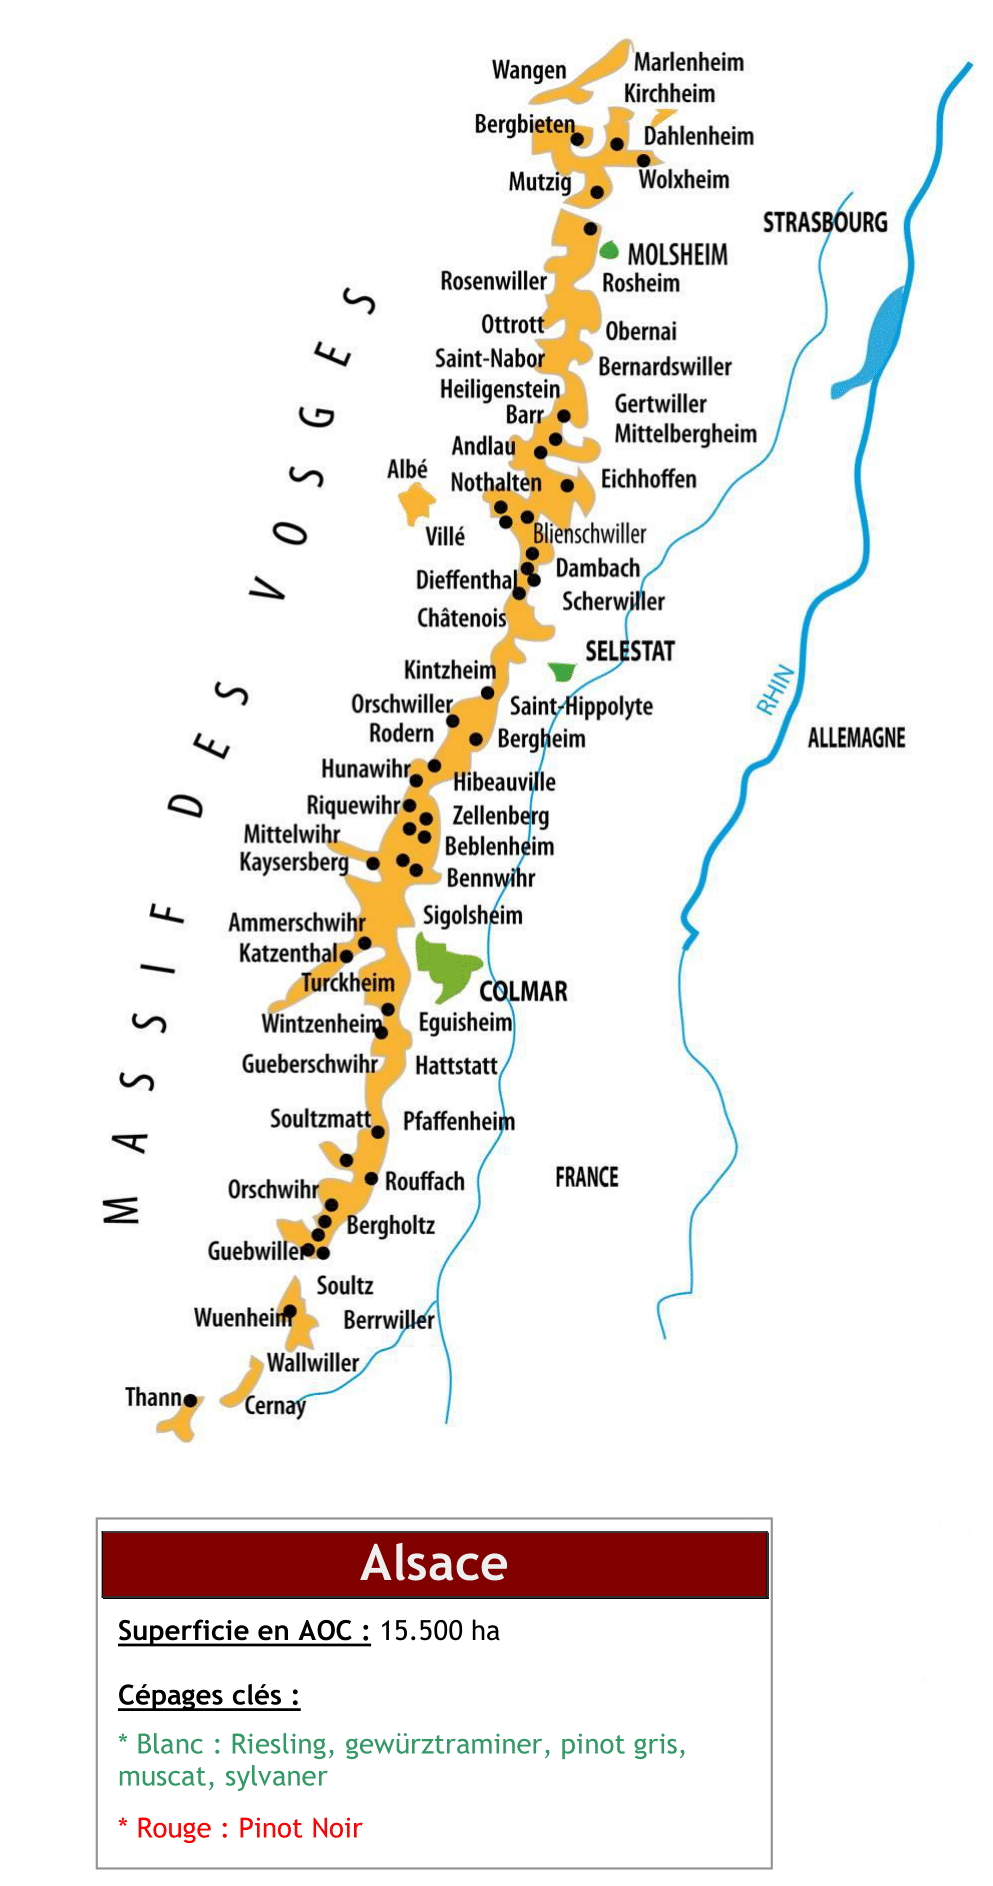 Marlenheim
Wangen
Kirchheim
Bergbieten
Dahlenheim
Mutzig
Wolxheim
STRASBOURG
MOLSHEIM
Rosenwiller
Rosheim
Ottrott
Obernai
Saint-Nabor
Bernardswiller
Heiligenstein
Gertwiller
Barr
Mittelbergheim
Andlau
Albé
Nothalten
Eichhoffen
Villé
Blienschwiller
Dambach
Dieffenthal
Scherwiller
Châtenois
SELESTAT
Kintzheim
Orschwiller
Saint-Hippolyte
RHIN
Rodern
Bergheim
ALLEMAGNE
Hunawihr
Hibeauville
Riquewihr
Zellenberg
Mittelwihr
Beblenheim
Kaysersberg
Bennwihr
Sigolsheim
Ammerschwihr
Katzenthal
Turckheim
COLMAR
Wintzenheim
Eguisheim
Gueberschwihr
Hattstatt
Soultzmatt
Pfaffenheim
FRANCE
Orschwihr
Rouffach
Bergholtz
Guebwiller
Soultz
Wuenheim
Berrwiller
Wallwiller
Thann
Cernay
MASSIF DES VOSGES
Alsace
Superficie en AOC : 15.500 ha
Cépages clés :
* Blanc : Riesling, gewürztraminer, pinot gris,
muscat, sylvaner
* Rouge : Pinot Noir